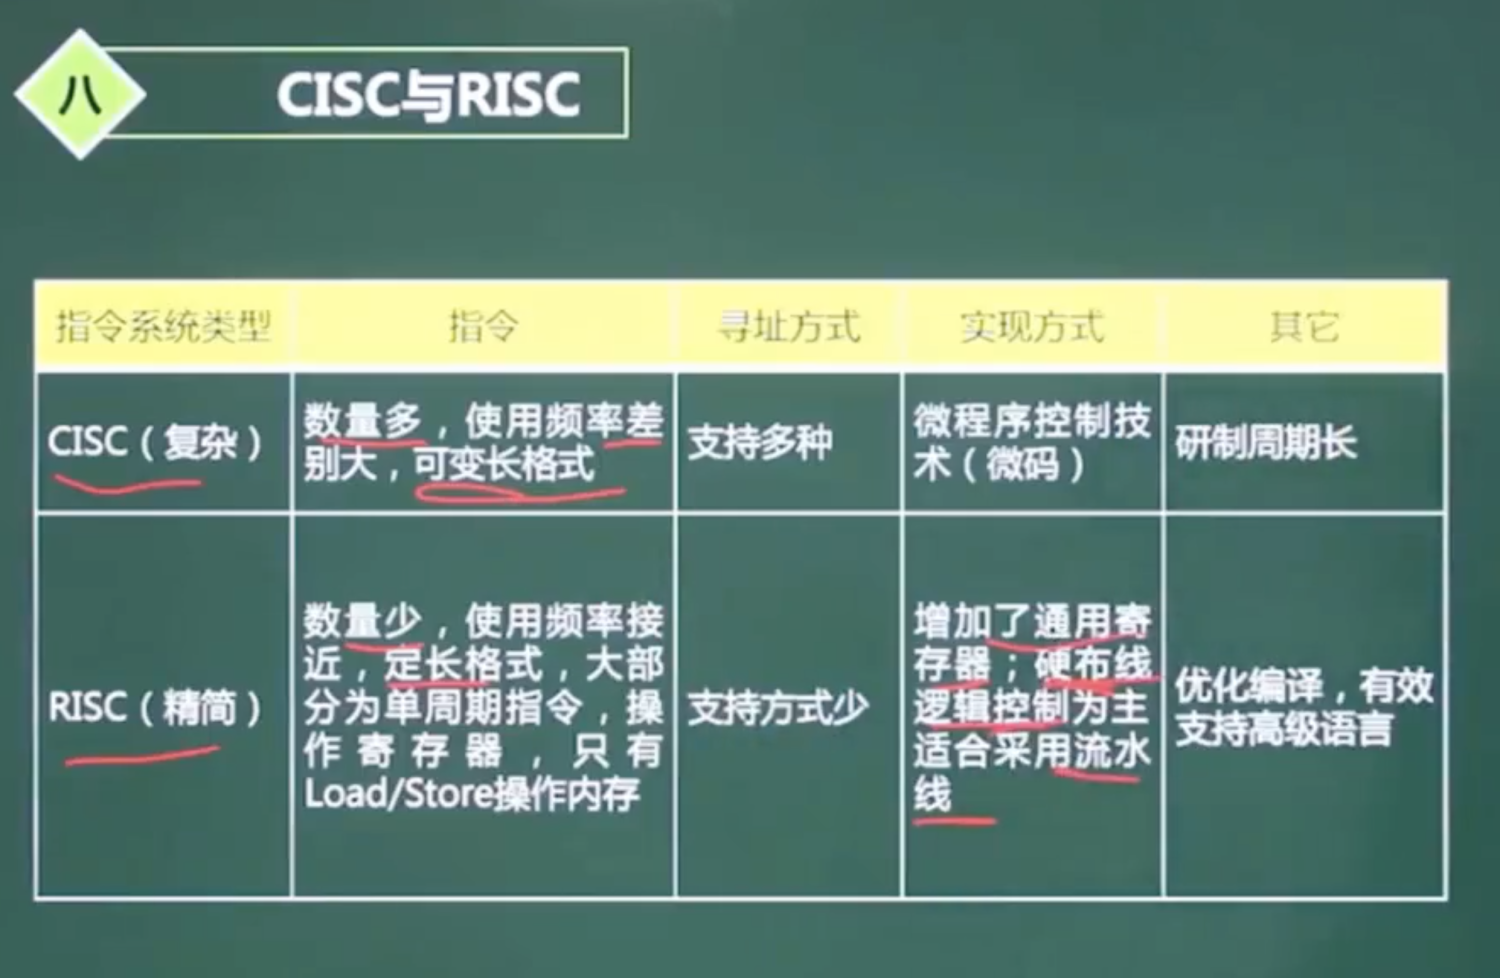 八
CISC与RISC
指令系统类型 指令 寻址方式 实现方式 其它
CISC（复杂）
数量多，使用频率差
别大，可变长格式
支持多种
微程序控制技
术（微码）
研制周期长
RISC（精简）
数量少，使用频率接
近，定长格式，大部
分为单周期指令，操
作寄存器，只有
Load/Store操作内存
支持方式少
增加了通用寄
存器；硬布线
逻辑控制为主
适合采用流水
线
优化编译，有效
支持高级语言